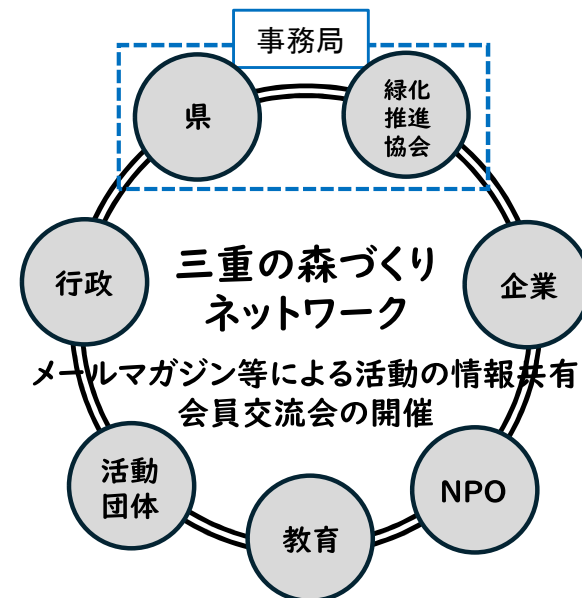 事務局
県
緑化
推進
協会
行政
三重の森づくり
ネットワーク
企業
メールマガジン等による活動の情報共有
会員交流会の開催
活動
団体
NPO
教育